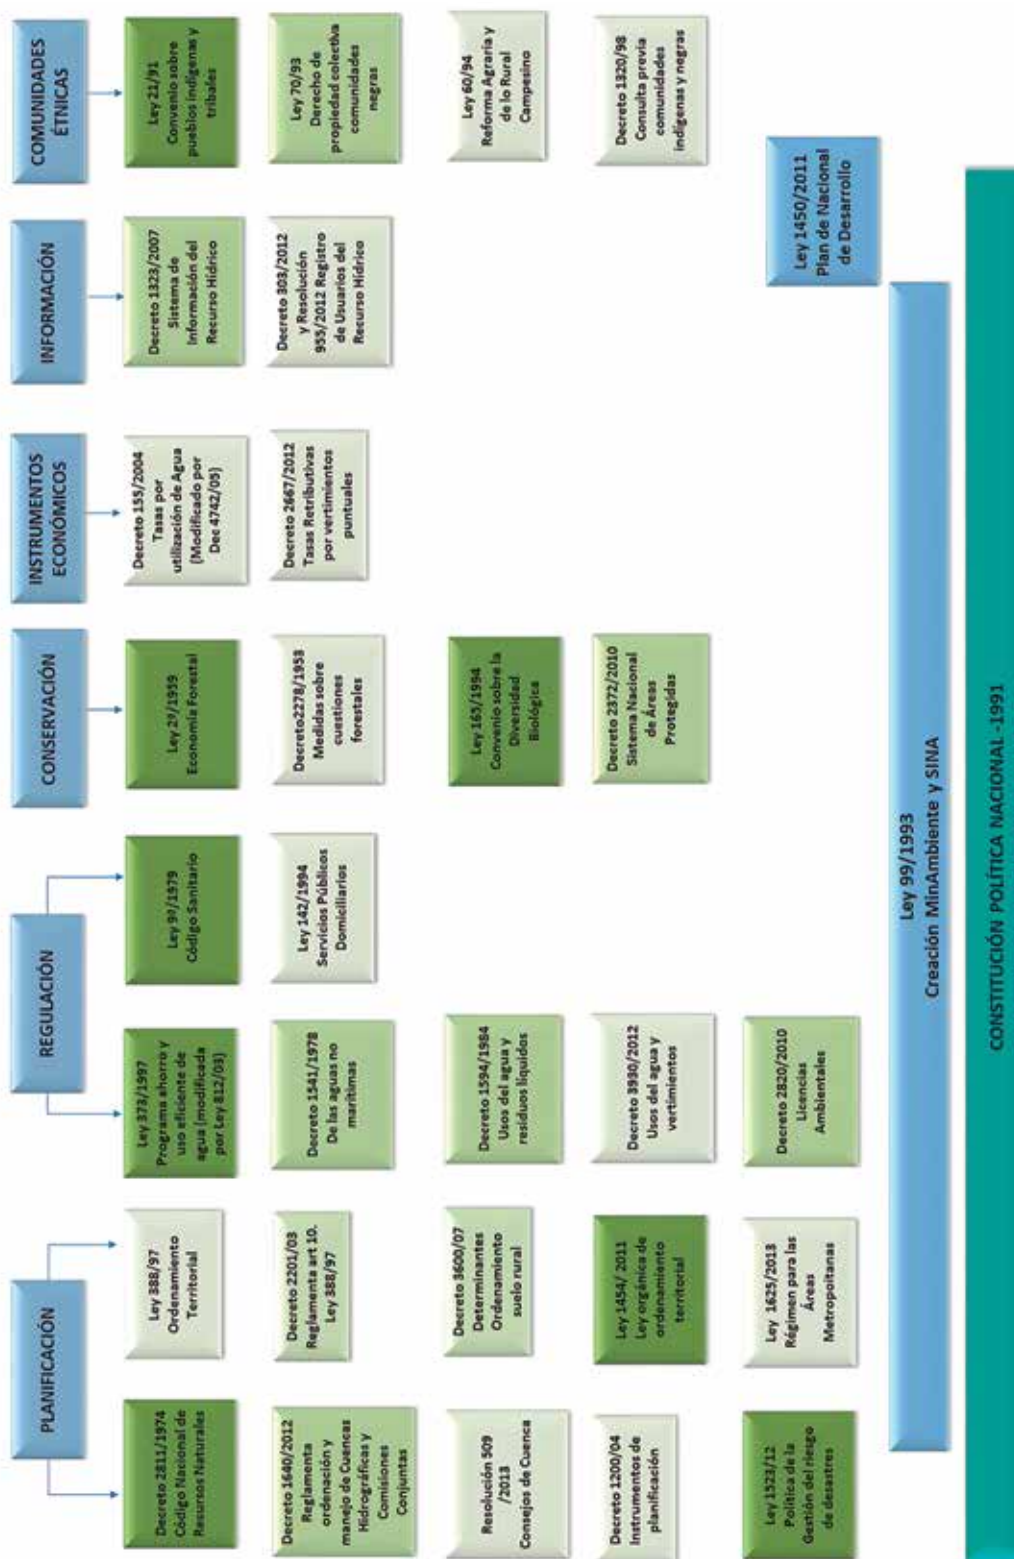 PLANIFICACIÓN
Decreto 2811/1974
Código Nacional de
Recursos Naturales
Decreto 1640/2012
Reglamenta
ordenación y
manejo de Cuencas
Hidrográficas y
Comisiones
Conjuntas
Resolución 509
/2013
Consejos de Cuenca
Decreto 1200/04
Instrumentos de
planificación
Ley 1523/12
Política de la
Gestión del riesgo
de desastres
Ley 388/97
Ordenamiento
Territorial
Decreto 2201/03
Reglamenta art 10.
Ley 388/97
Decreto 3600/07
Determinantes
Ordenamiento
suelo rural
Ley 1454/ 2011
Ley orgánica de
ordenamiento
territorial
Ley 1625/2013
Régimen para las
Áreas
Metropoitanas
REGULACIÓN
Ley 373/1997
Programa ahorro y
uso eficiente de
agua (modificada
por Ley 812/03)
Decreto 1541/1978
De las aguas no
marítimas
Decreto 1594/1984
Usos del agua y
residuos líquidos
Decreto 3930/2012
Usos del agua y
vertimientos
Decreto 2820/2010
Licencias
Ambientales
Ley 9ª/1979
Código Sanitario
Ley 142/1994
Servicios Públicos
Domiciliarios
CONSERVACIÓN
Ley 2ª/1959
Economía Forestal
Decreto2278/1953
Medidas sobre
cuestiones
forestales
Ley 165/1994
Convenio sobre la
Diversidad
Biológica
Decreto 2372/2010
Sistema Nacional
de Áreas
Protegidas
INSTRUMENTOS
ECONÓMICOS
Decreto 155/2004
Tasas por
utilización de Agua
(Modificado por
Dec 4742/05)
Decreto 2667/2012
Tasas Retributivas
por vertimientos
puntuales
INFORMACIÓN
Decreto 1323/2007
Sistema de
Información del
Recurso Hídrico
Decreto 303/2012
y Resolución
955/2012 Registro
de Usuarios del
Recurso Hídrico
COMUNIDADES
ÉTNICAS
Ley 21/91
Convenio sobre
pueblos indígenas y
tribales
Ley 70/93
Derecho de
propiedad colectiva
comunidades
negras
Ley 60/94
Reforma Agraria y
de lo Rural
Campesino
Decreto 1320/98
Consulta previa
comunidades
indígenas y negras
Ley 1450/2011
Plan de Nacional
de Desarrollo
Ley 99/1993
Creación MinAmbiente y SINA
CONSTITUCIÓN POLÍTICA NACIONAL -1991